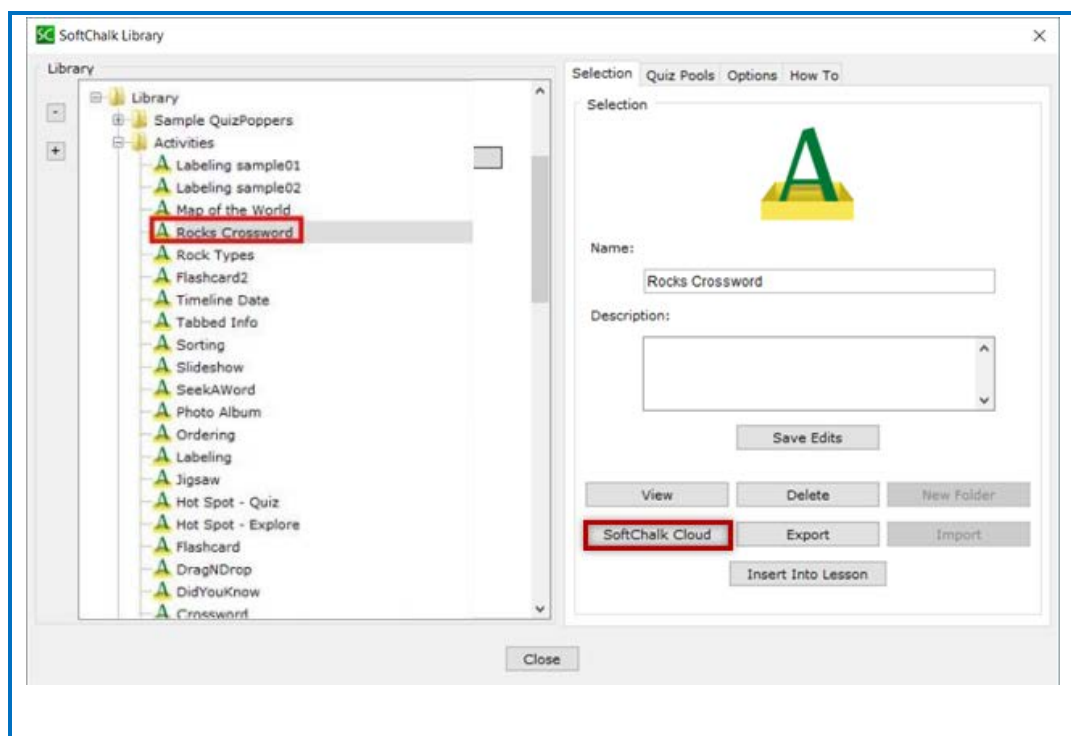 SC SoftChalk Library
Library
-
+
Library
Sample QuizPoppers
Activities
A Labeling sample01
A Labeling sample02
A Map of the World
A Rocks Crossword
A Rock Types
A Flashcard2
A Timeline Date
A Tabbed Info
A Sorting
A Slideshow
A SeekAWord
A Photo Album
A Ordering
A Labeling
A Jigsaw
A Hot Spot - Quiz
A Hot Spot - Explore
A Flashcard
A DragNDrop
A DidYouKnow
A Crossword
Selection Quiz Pools Options How To
Selection
A
Name:
Rocks Crossword
Description:
Save Edits
View Delete New Folder
SoftChalk Cloud Export Import
Insert Into Lesson
Close